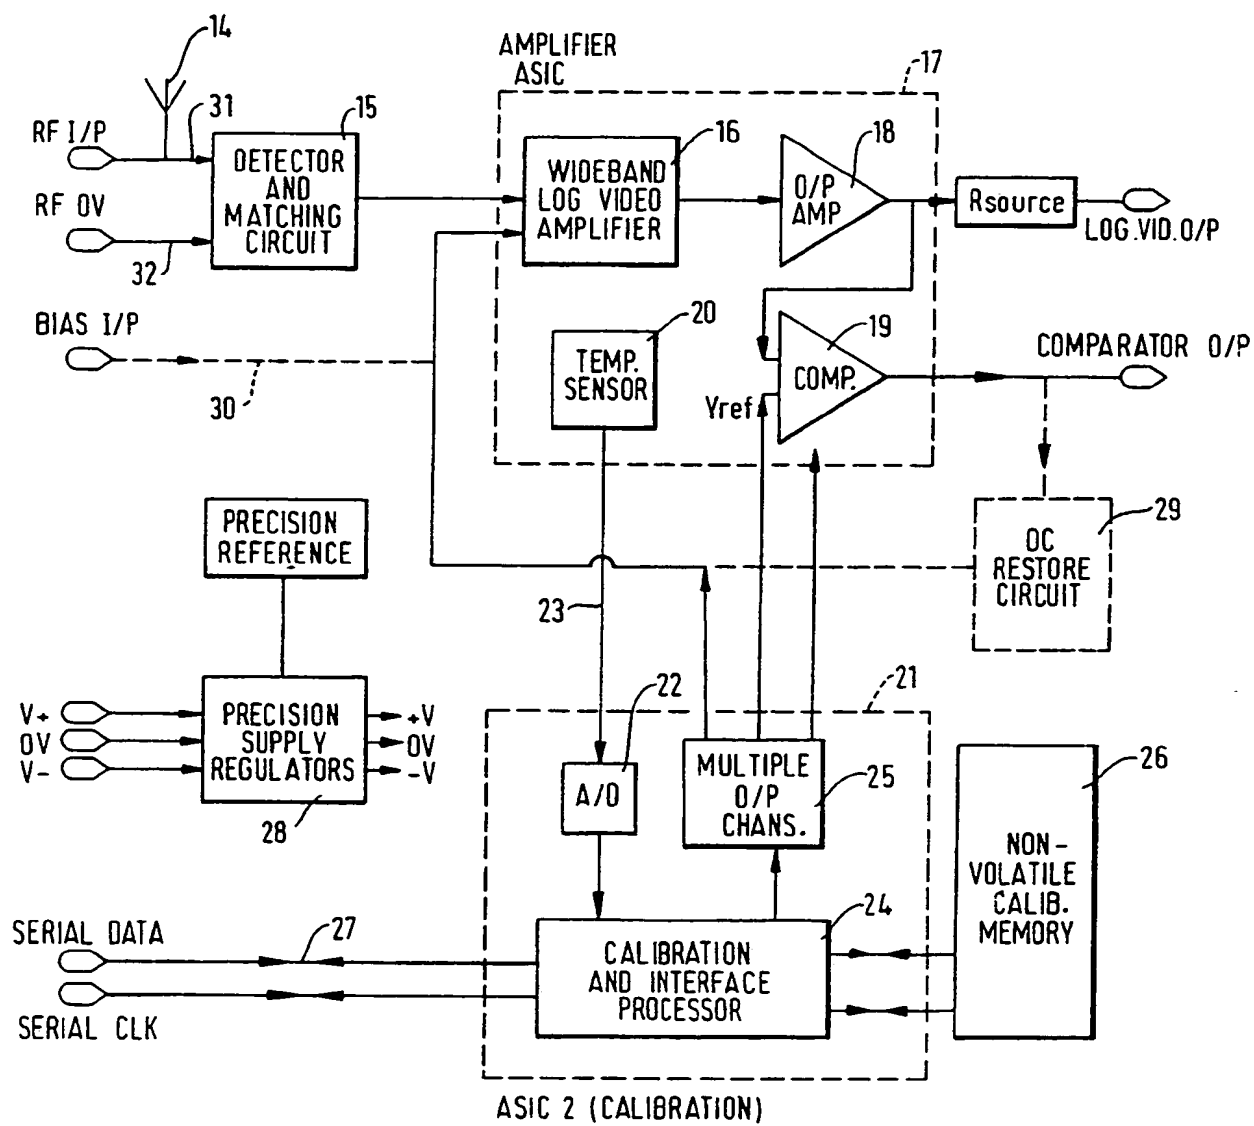 14
AMPLIFIER
ASIC
17
RF I/P
31
15
16
18
DETECTOR
AND
MATCHING
CIRCUIT
WIDEBAND
LOG VIDEO
AMPLIFIER
O/P
AMP
Rsource
LOG.VID.O/P
RF 0V
32
BIAS I/P
30
20
TEMP.
SENSOR
19
COMP.
Vref
COMPARATOR O/P
PRECISION
REFERENCE
23
29
DC
RESTORE
CIRCUIT
V+
0V
V-
PRECISION
SUPPLY
REGULATORS
+V
0V
-V
28
22
A/D
21
MULTIPLE
O/P
CHANS.
25
26
NON-
VOLATILE
CALIB.
MEMORY
SERIAL DATA
27
SERIAL CLK
24
CALIBRATION
AND INTERFACE
PROCESSOR
ASIC 2 (CALIBRATION)